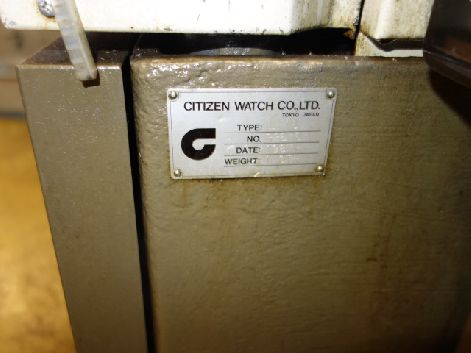 CITIZEN WATCH CO.,LTD.
TOKYO JAPAN
TYPE
NO.
DATE
WEIGHT